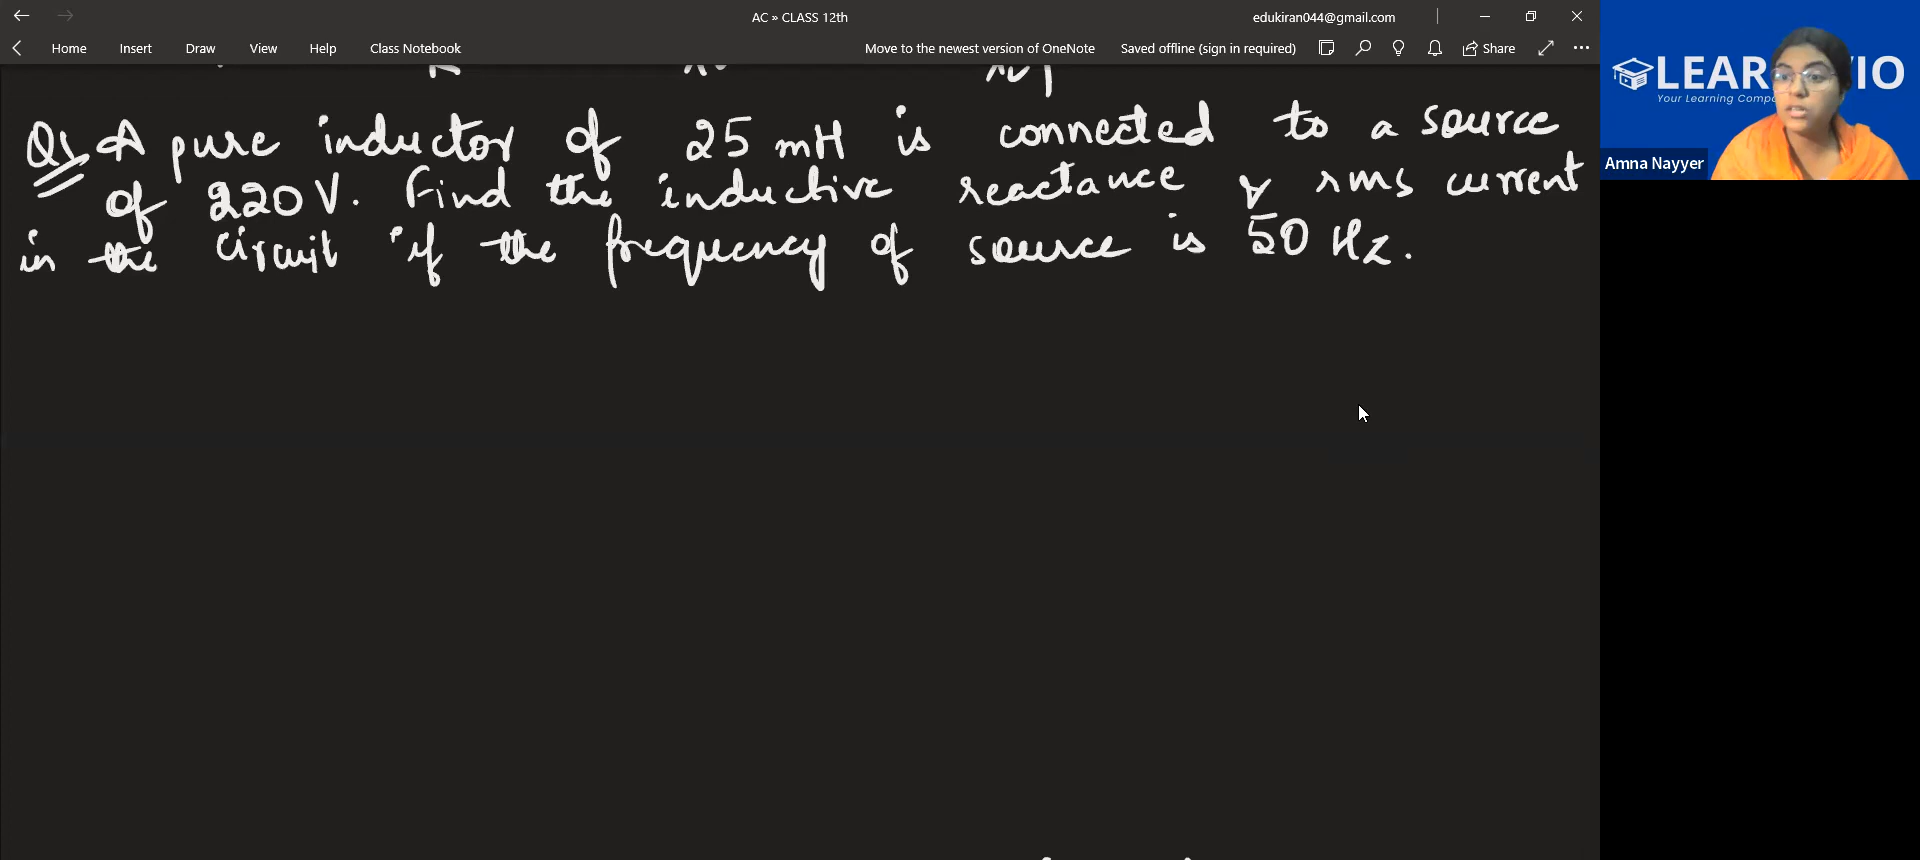 AC » CLASS 12th
edukiran044@gmail.com
Home Insert Draw View Help Class Notebook
Move to the newest version of OneNote Saved offline (sign in required) Share
Q1 A pure inductor of 25 mH is connected to a source
of 220 V. Find the inductive reactance & rms current
in the circuit if the frequency of source is 50 Hz.
LEAR IO
Your Learning Compa
Amna Nayyer